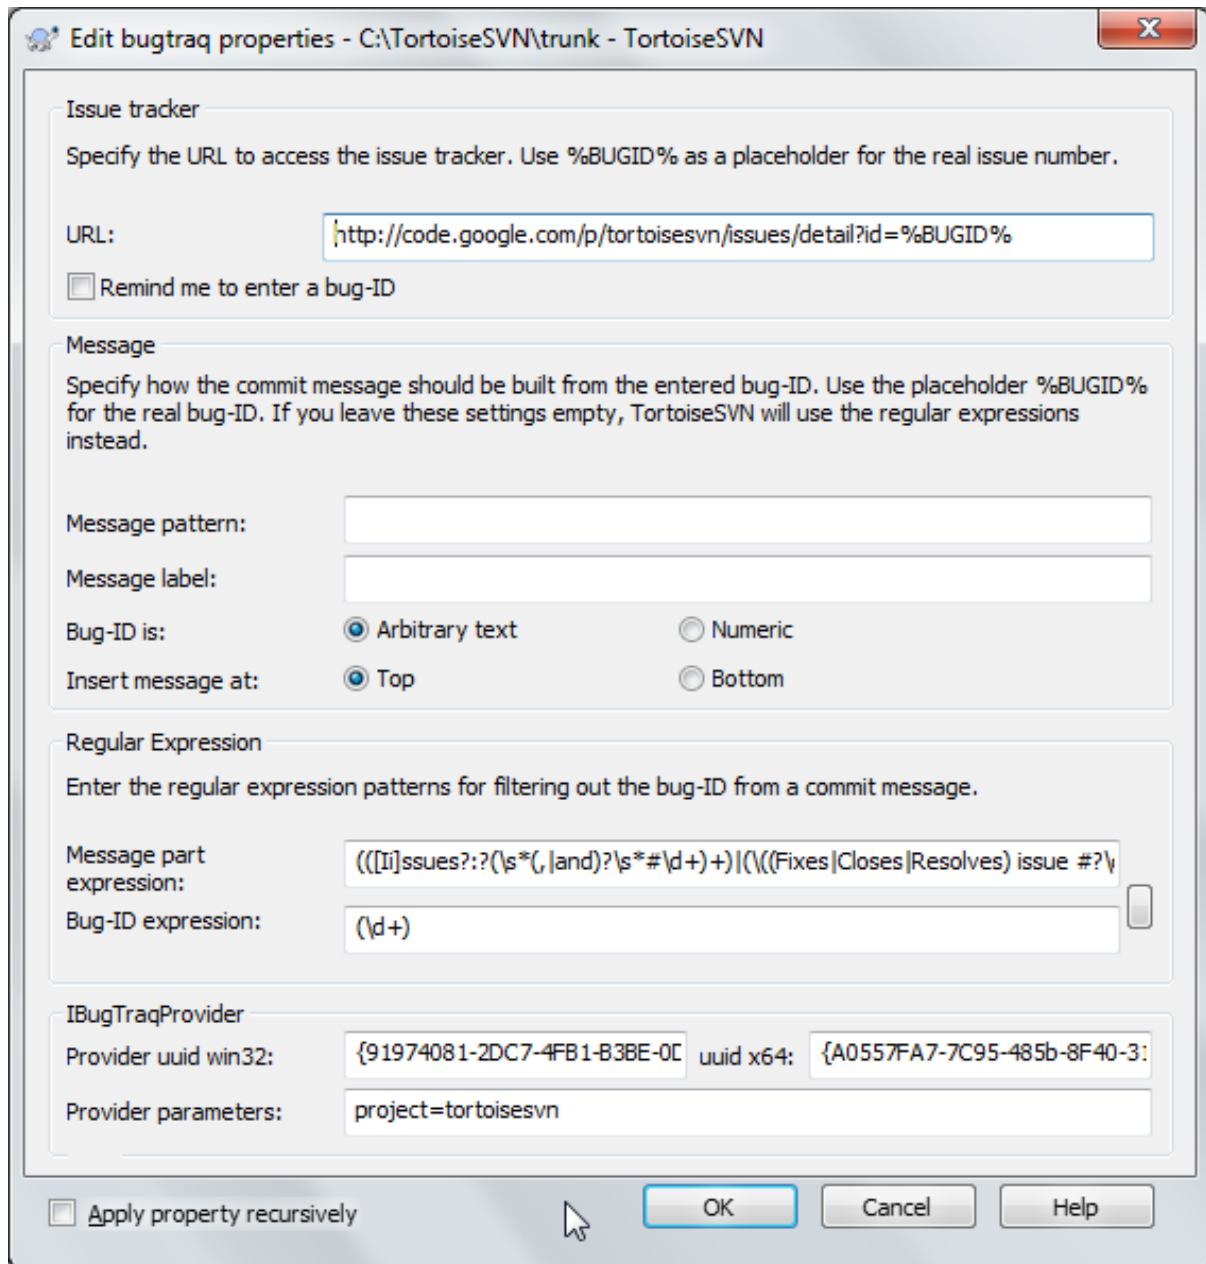 Edit bugtraq properties - C:\TortoiseSVN\trunk - TortoiseSVN
Issue tracker
Specify the URL to access the issue tracker. Use %BUGID% as a placeholder for the real issue number.
URL: http://code.google.com/p/tortoisesvn/issues/detail?id=%BUGID%
Remind me to enter a bug-ID
Message
Specify how the commit message should be built from the entered bug-ID. Use the placeholder %BUGID%
for the real bug-ID. If you leave these settings empty, TortoiseSVN will use the regular expressions
instead.
Message pattern:
Message label:
Bug-ID is: Arbitrary text Numeric
Insert message at: Top Bottom
Regular Expression
Enter the regular expression patterns for filtering out the bug-ID from a commit message.
Message part
expression: (([Ii]ssues?:?(\s*(,|and)?\s*#\d+)+)|(\((Fixes|Closes|Resolves) issue #?\
Bug-ID expression: (\d+)
IBugTraqProvider
Provider uuid win32: {91974081-2DC7-4FB1-B3BE-0D uuid x64: {A0557FA7-7C95-485b-8F40-31
Provider parameters: project=tortoisesvn
Apply property recursively OK Cancel Help